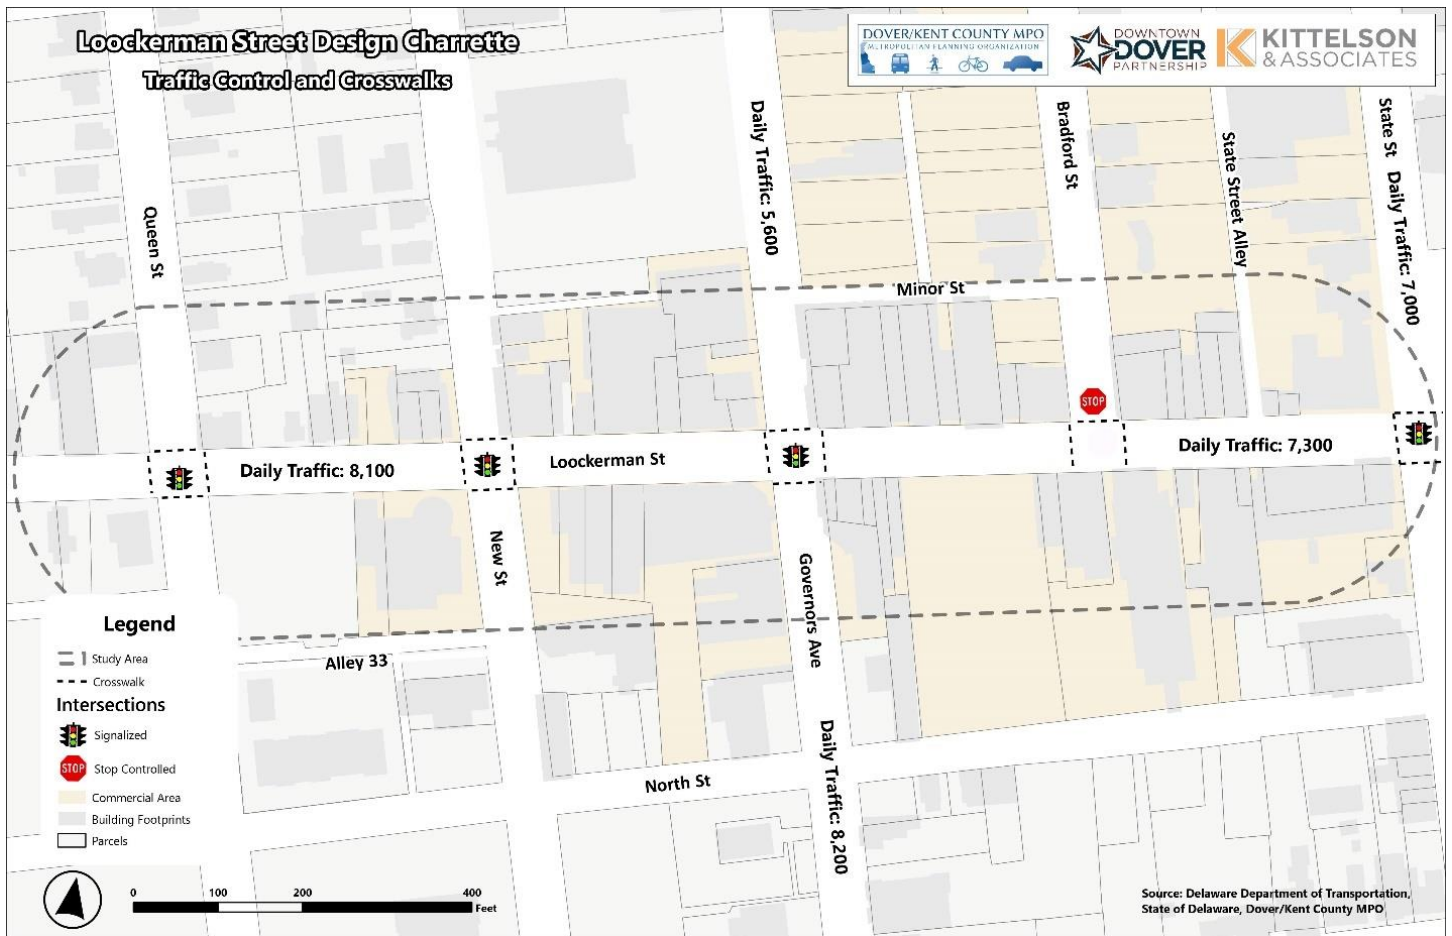 Loockerman Street Design Charrette
Traffic Control and Crosswalks
DOVER/KENT COUNTY MPO
METROPOLITAN PLANNING ORGANIZATION
DOWNTOWN
DOVER
PARTNERSHIP
KITTELSON
& ASSOCIATES
Queen St
Daily Traffic: 5,600
Bradford St
State Street Alley
State St Daily Traffic: 7,000
Minor St
STOP
Daily Traffic: 8,100
Loockerman St
Daily Traffic: 7,300
New St
Governors Ave
Daily Traffic: 8,200
Alley 33
North St
Legend
Study Area
Crosswalk
Intersections
Signalized
STOP
Stop Controlled
Commercial Area
Building Footprints
Parcels
0 100 200 400
Feet
Source: Delaware Department of Transportation,
State of Delaware, Dover/Kent County MPO